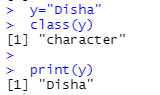 > y="Disha"
> class(y)
[1] "character"
>
> print(y)
[1] "Disha"